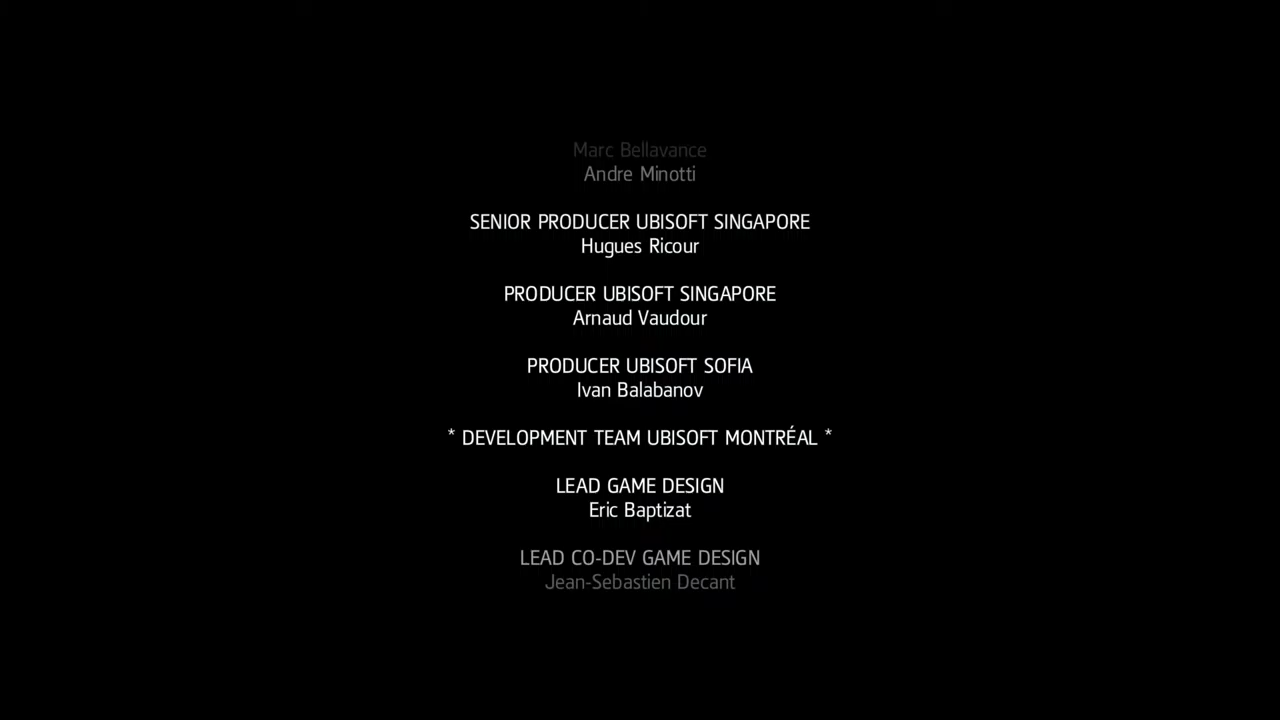 Marc Bellavance
Andre Minotti
SENIOR PRODUCER UBISOFT SINGAPORE
Hugues Ricour
PRODUCER UBISOFT SINGAPORE
Arnaud Vaudour
PRODUCER UBISOFT SOFIA
Ivan Balabanov
* DEVELOPMENT TEAM UBISOFT MONTRÉAL *
LEAD GAME DESIGN
Eric Baptizat
LEAD CO-DEV GAME DESIGN
Jean-Sebastien Decant